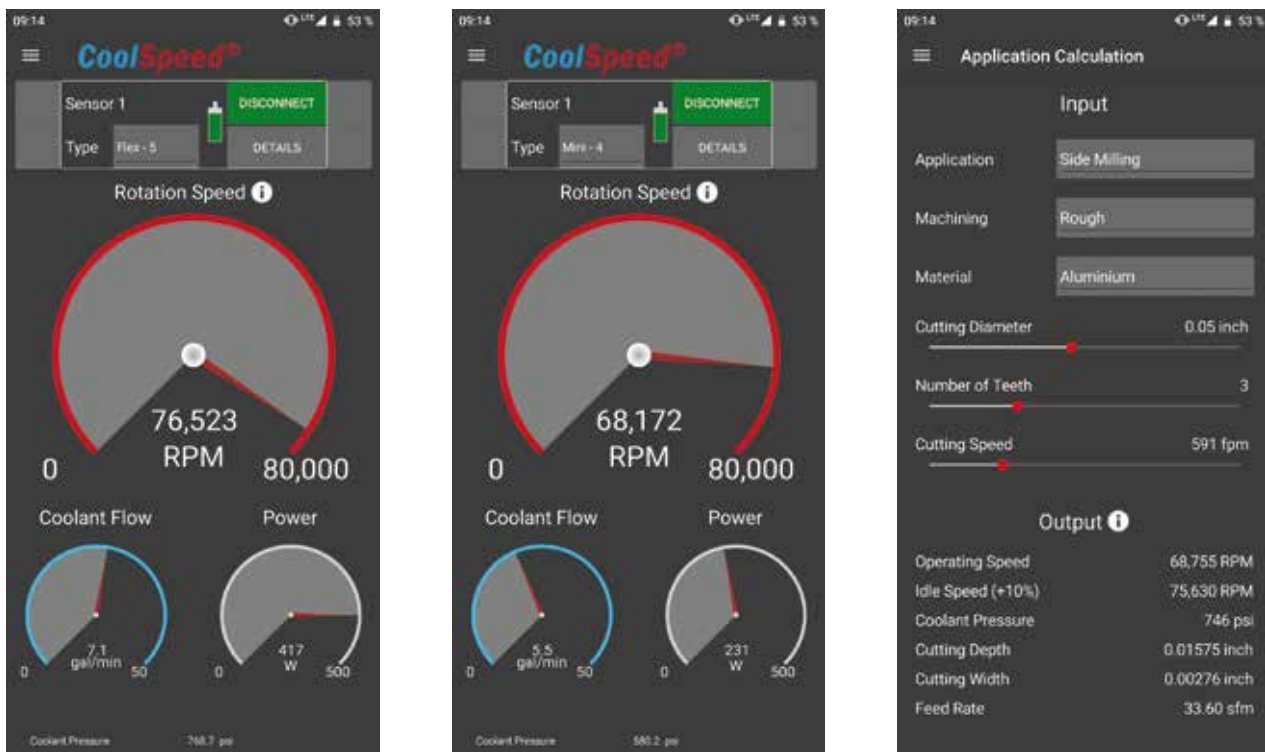 09:14
LTE 53 %
CoolSpeed®
Sensor 1
DISCONNECT
Type
Flex - 5
DETAILS
Rotation Speed
76,523
RPM
0
80,000
Coolant Flow
Power
7.1
gal/min
0
50
417
W
0
500
Coolant Pressure
768.7 psi
09:14
LTE 53 %
CoolSpeed®
Sensor 1
DISCONNECT
Type
Mini - 4
DETAILS
Rotation Speed
68,172
RPM
0
80,000
Coolant Flow
Power
5.5
gal/min
0
50
231
W
0
500
Coolant Pressure
580.2 psi
09:14
LTE 53 %
Application Calculation
Input
Application Side Milling
Machining Rough
Material Aluminium
Cutting Diameter 0.05 inch
Number of Teeth 3
Cutting Speed 591 fpm
Output
Operating Speed 68,755 RPM
Idle Speed (+10%) 75,630 RPM
Coolant Pressure 746 psi
Cutting Depth 0.01575 inch
Cutting Width 0.00276 inch
Feed Rate 33.60 sfm